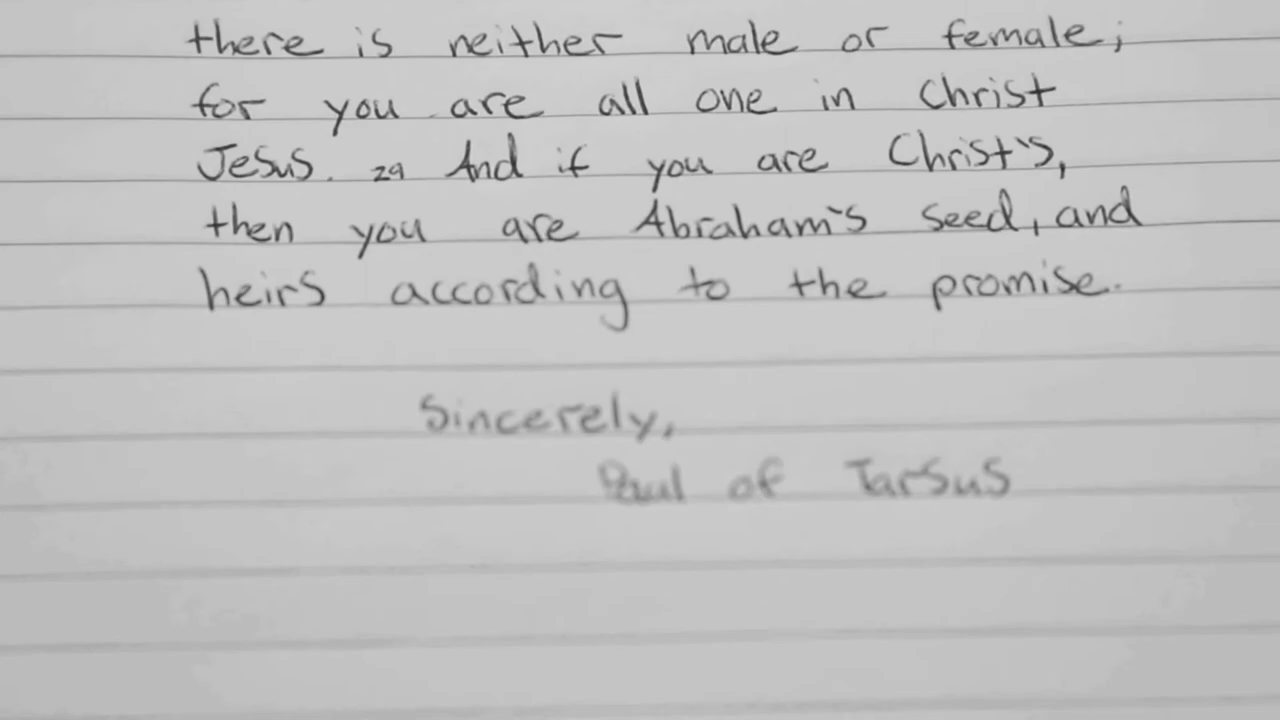 there is neither male or female;
for you are all one in Christ
Jesus. 29 And if you are Christ's,
then you are Abraham's seed, and
heirs according to the promise.
Sincerely,
Paul of Tarsus